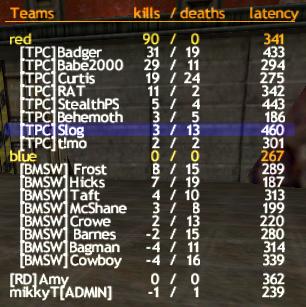 Teams kills / deaths latency
red 90 / 0 341
[TPC]Badger 31 / 19 433
[TPC]Babe2000 29 / 11 294
[TPC]Curtis 19 / 24 275
[TPC]RAT 11 / 2 342
[TPC]StealthPS 5 / 4 443
[TPC]Behemoth 3 / 5 186
[TPC]Slog 3 / 13 460
[TPC]t!mo 2 / 2 301
blue 0 / 0 267
[BMSW] Frost 8 / 15 289
[BMSW]Hicks 7 / 19 187
[BMSW] Taft 4 / 10 313
[BMSW]McShane 3 / 8 199
[BMSW] Crowe 2 / 13 220
[BMSW] Barnes -2 / 15 280
[BMSW]Bagman -4 / 11 314
[BMSW]Cowboy -4 / 16 339
[RD]Amy 0 / 0 362
mikkyT[ADMIN] -1 / 1 239